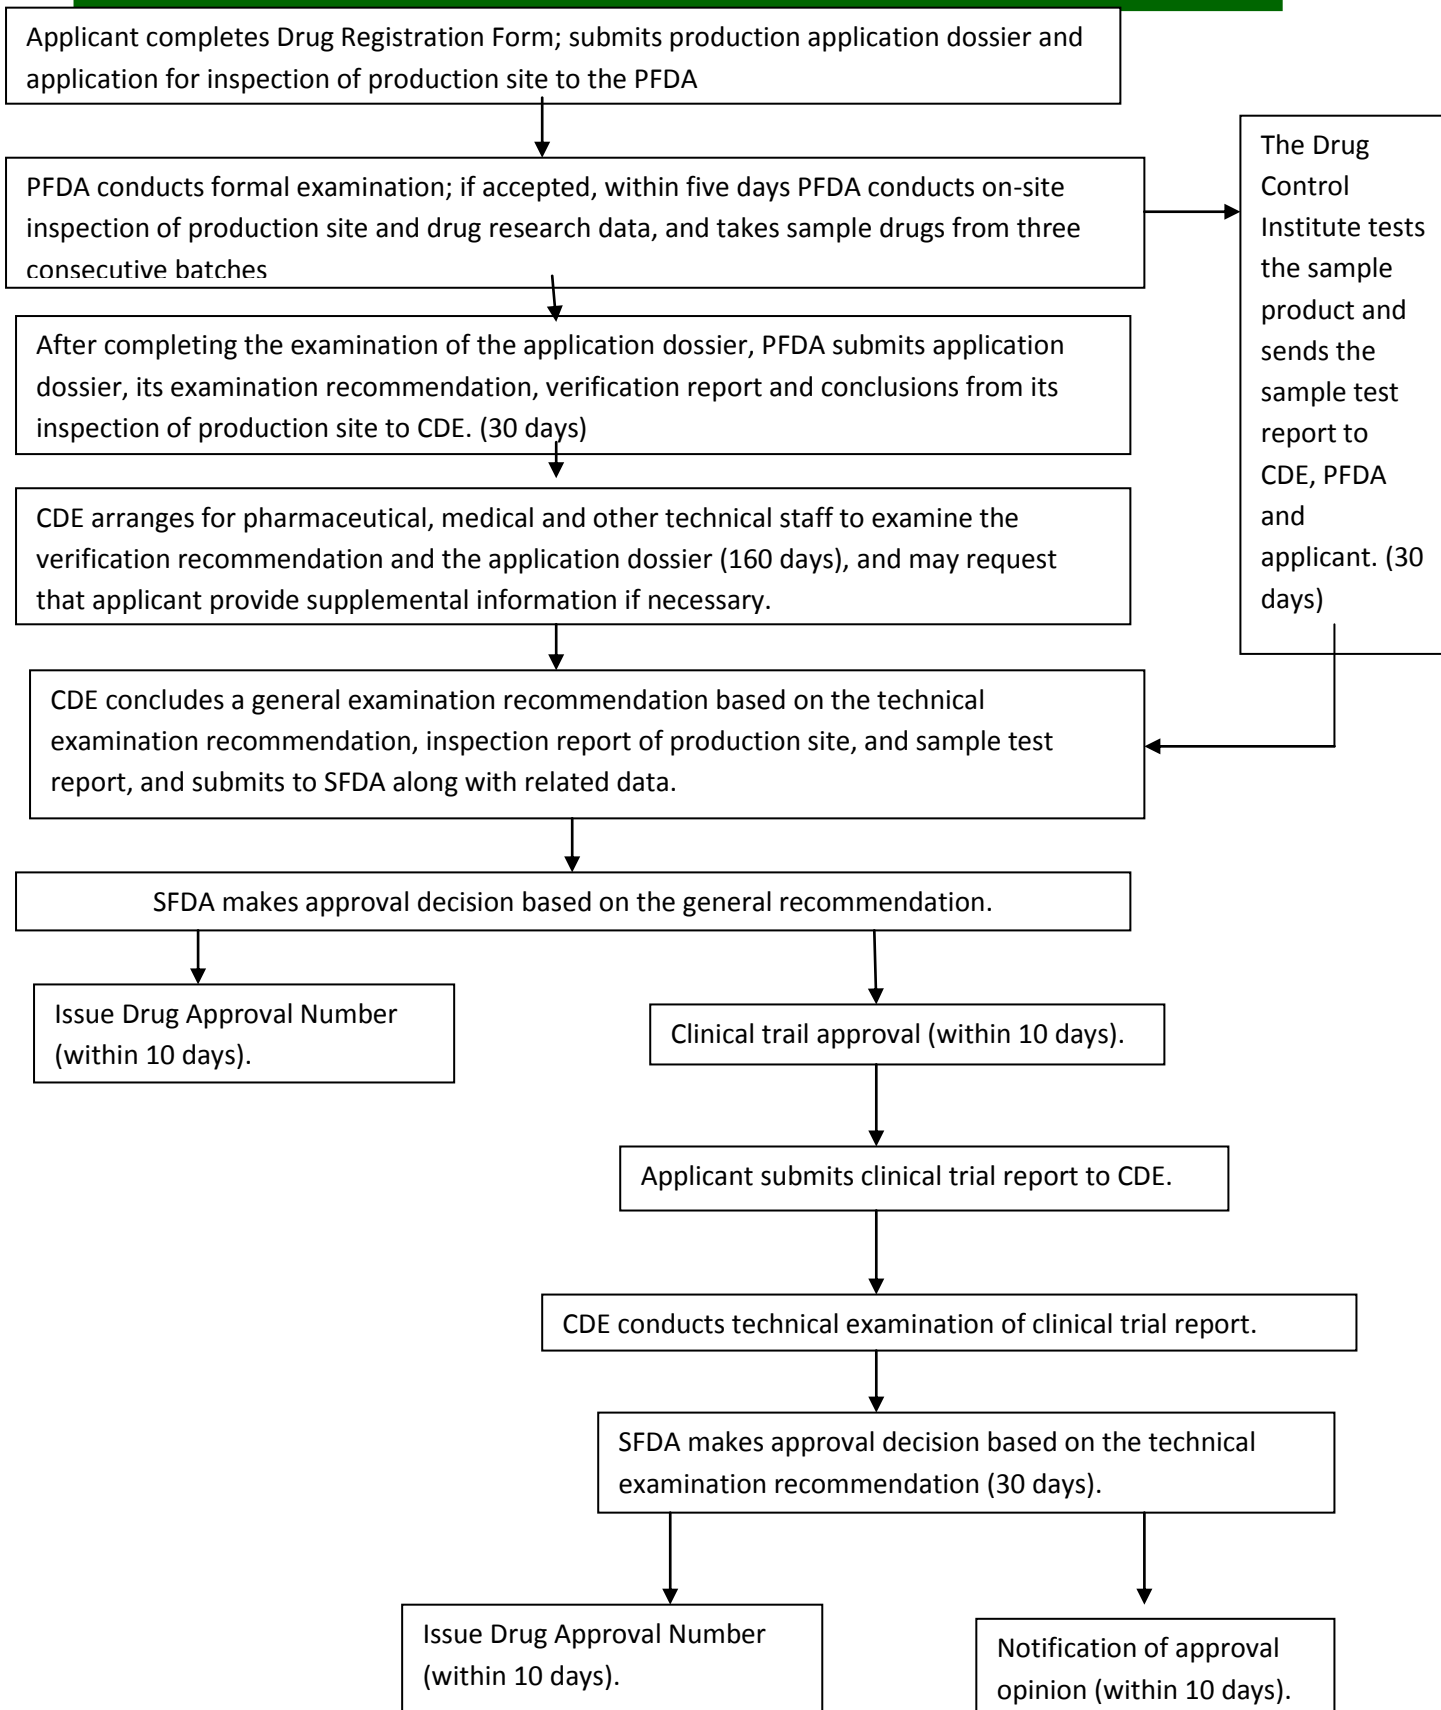 Applicant completes Drug Registration Form; submits production application dossier and
application for inspection of production site to the PFDA
PFDA conducts formal examination; if accepted, within five days PFDA conducts on-site
inspection of production site and drug research data, and takes sample drugs from three
consecutive batches
The Drug
Control
Institute tests
the sample
product and
sends the
sample test
report to
CDE, PFDA
and
applicant. (30
days)
After completing the examination of the application dossier, PFDA submits application
dossier, its examination recommendation, verification report and conclusions from its
inspection of production site to CDE. (30 days)
CDE arranges for pharmaceutical, medical and other technical staff to examine the
verification recommendation and the application dossier (160 days), and may request
that applicant provide supplemental information if necessary.
CDE concludes a general examination recommendation based on the technical
examination recommendation, inspection report of production site, and sample test
report, and submits to SFDA along with related data.
SFDA makes approval decision based on the general recommendation.
Issue Drug Approval Number
(within 10 days).
Clinical trail approval (within 10 days).
Applicant submits clinical trial report to CDE.
CDE conducts technical examination of clinical trial report.
SFDA makes approval decision based on the technical
examination recommendation (30 days).
Issue Drug Approval Number
(within 10 days).
Notification of approval
opinion (within 10 days).